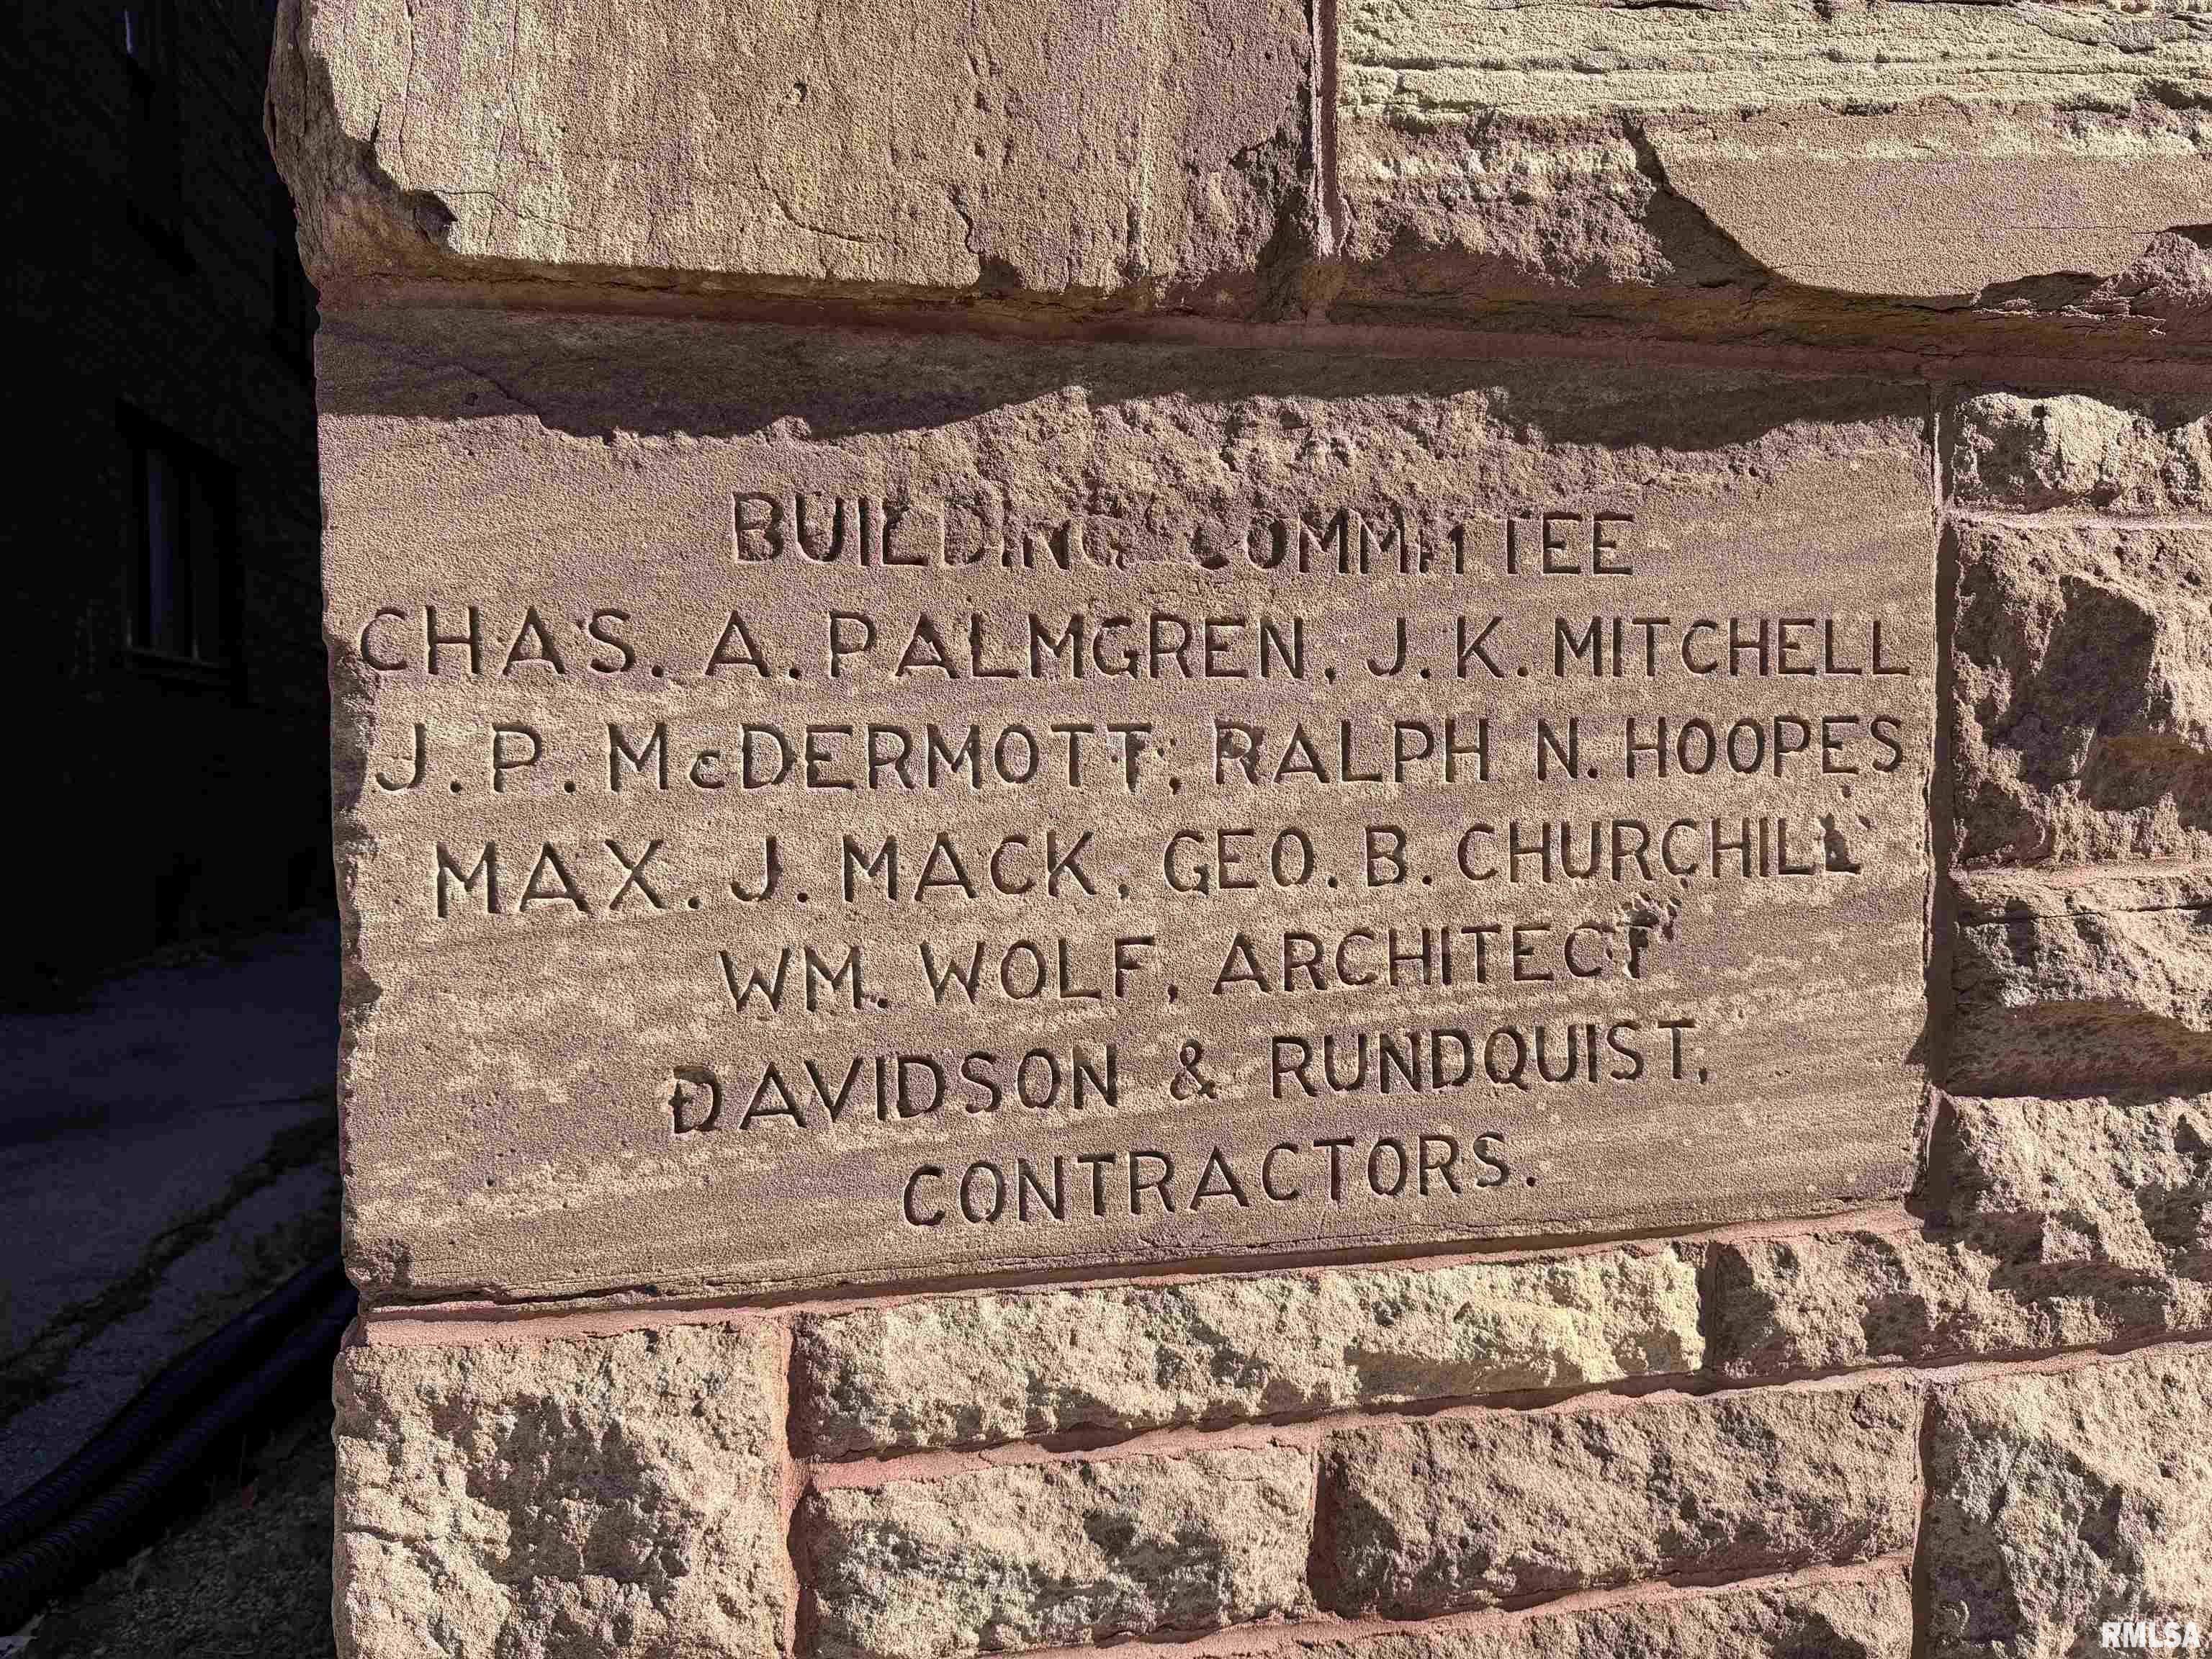 BUILDING COMMITTEE
CHAS. A. PALMGREN, J. K. MITCHELL
J. P. McDERMOTT, RALPH N. HOOPES
MAX. J. MACK, GEO. B. CHURCHILL
WM. WOLF, ARCHITECT
DAVIDSON & RUNDQUIST,
CONTRACTORS.
RMLSA